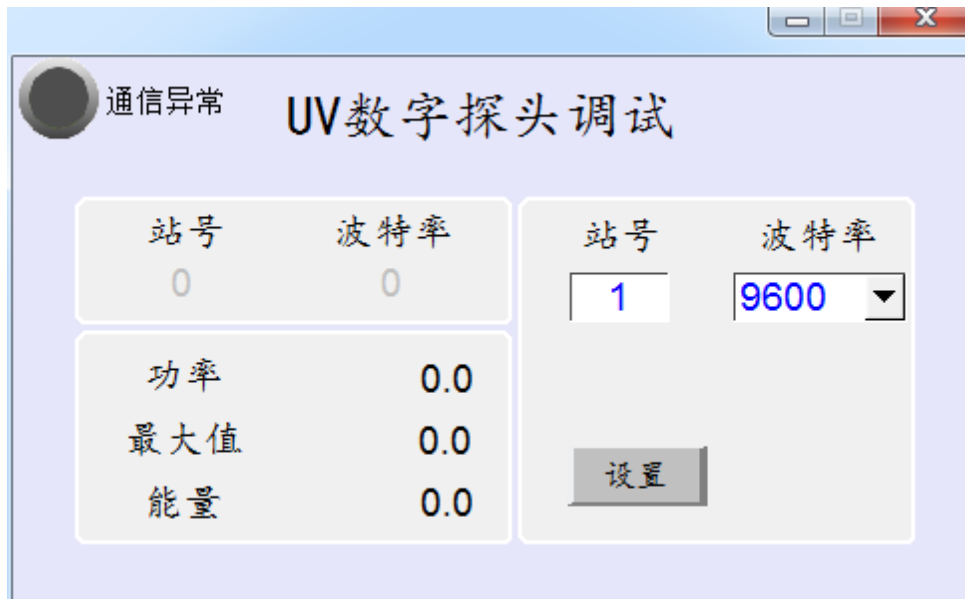 通信异常
UV数字探头调试
站号 波特率
0 0
功率 0.0
最大值 0.0
能量 0.0
站号 波特率
1 9600
设置